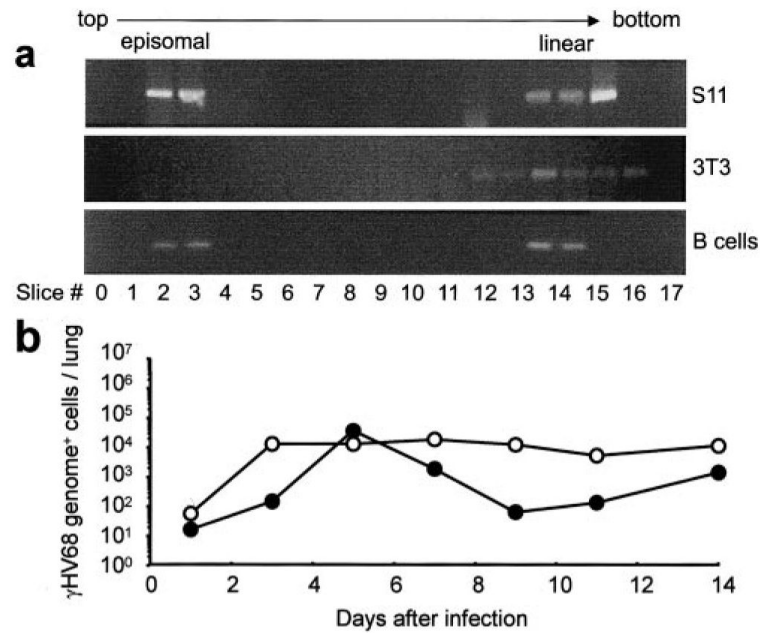 top bottom
episomal linear
a
S11
3T3
B cells
Slice # 0 1 2 3 4 5 6 7 8 9 10 11 12 13 14 15 16 17
b
γHV68 genome⁺ cells / lung
10⁷
10⁶
10⁵
10⁴
10³
10²
10¹
10⁰
0 2 4 6 8 10 12 14
Days after infection